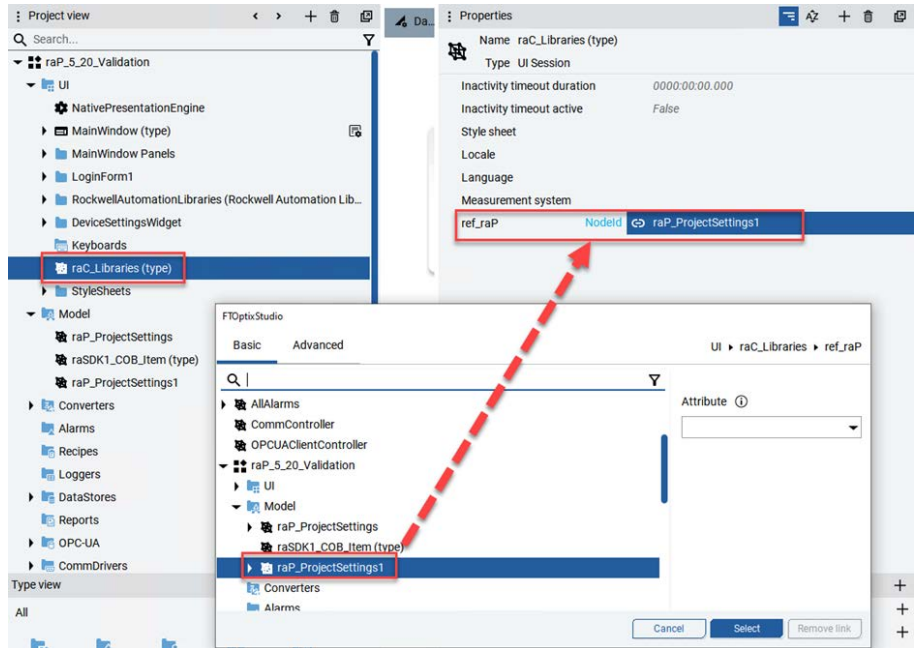 Project view
Search...
raP_5_20_Validation
UI
NativePresentationEngine
MainWindow (type)
MainWindow Panels
LoginForm1
RockwellAutomationLibraries (Rockwell Automation Lib...
DeviceSettingsWidget
Keyboards
raC_Libraries (type)
StyleSheets
Model
raP_ProjectSettings
raSDK1_COB_Item (type)
raP_ProjectSettings1
Converters
Alarms
Recipes
Loggers
DataStores
Reports
OPC-UA
CommDrivers
Type view
All
Da...
Properties
Name raC_Libraries (type)
Type UI Session
Inactivity timeout duration 0000:00:00.000
Inactivity timeout active False
Style sheet
Locale
Language
Measurement system
ref_raP NodeId raP_ProjectSettings1
FTOptixStudio
Basic Advanced
UI ▸ raC_Libraries ▸ ref_raP
AllAlarms
CommController
OPCUAClientController
raP_5_20_Validation
UI
Model
raP_ProjectSettings
raSDK1_COB_Item (type)
raP_ProjectSettings1
Converters
Alarms
Attribute
Cancel Select Remove link